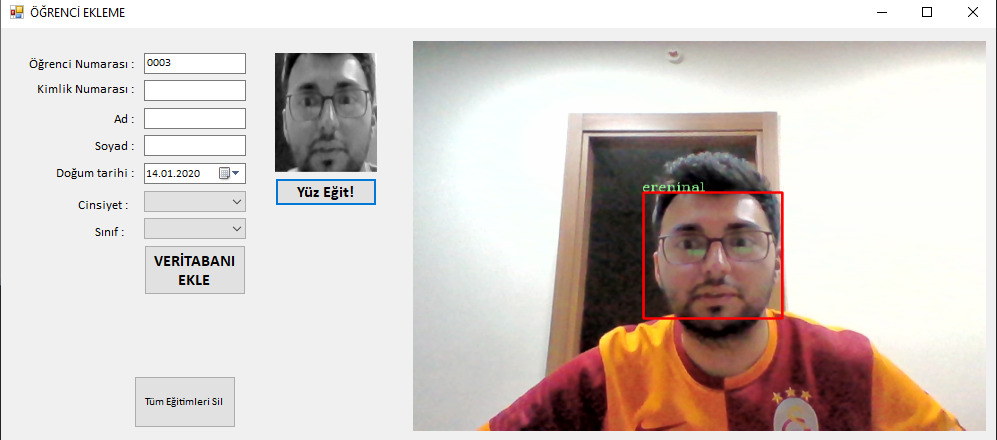 ÖĞRENCİ EKLEME
Öğrenci Numarası :
0003
Kimlik Numarası :
Ad :
Soyad :
Doğum tarihi :
14.01.2020
Cinsiyet :
Sınıf :
VERİTABANI
EKLE
Tüm Eğitimleri Sil
Yüz Eğit!
ereninal